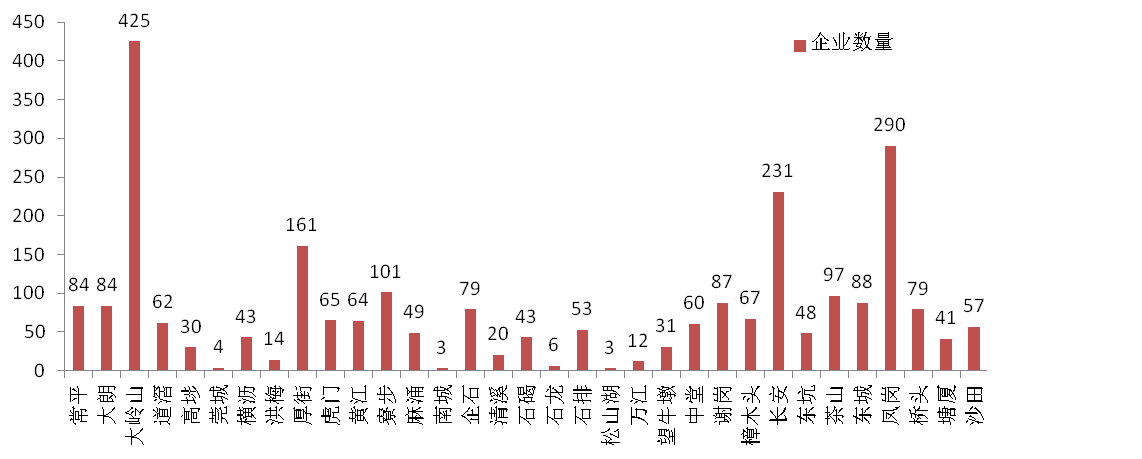 企业数量
450
400
350
300
250
200
150
100
50
0
84
84
425
62
30
4
43
14
161
65
64
101
49
3
79
20
43
6
53
3
12
31
60
87
67
231
48
97
88
290
79
41
57
常平
大朗
大岭山
道滘
高埗
莞城
横沥
洪梅
厚街
虎门
黄江
寮步
麻涌
南城
企石
清溪
石碣
石龙
石排
松山湖
万江
望牛墩
中堂
谢岗
樟木头
长安
东坑
茶山
东城
凤岗
桥头
塘厦
沙田